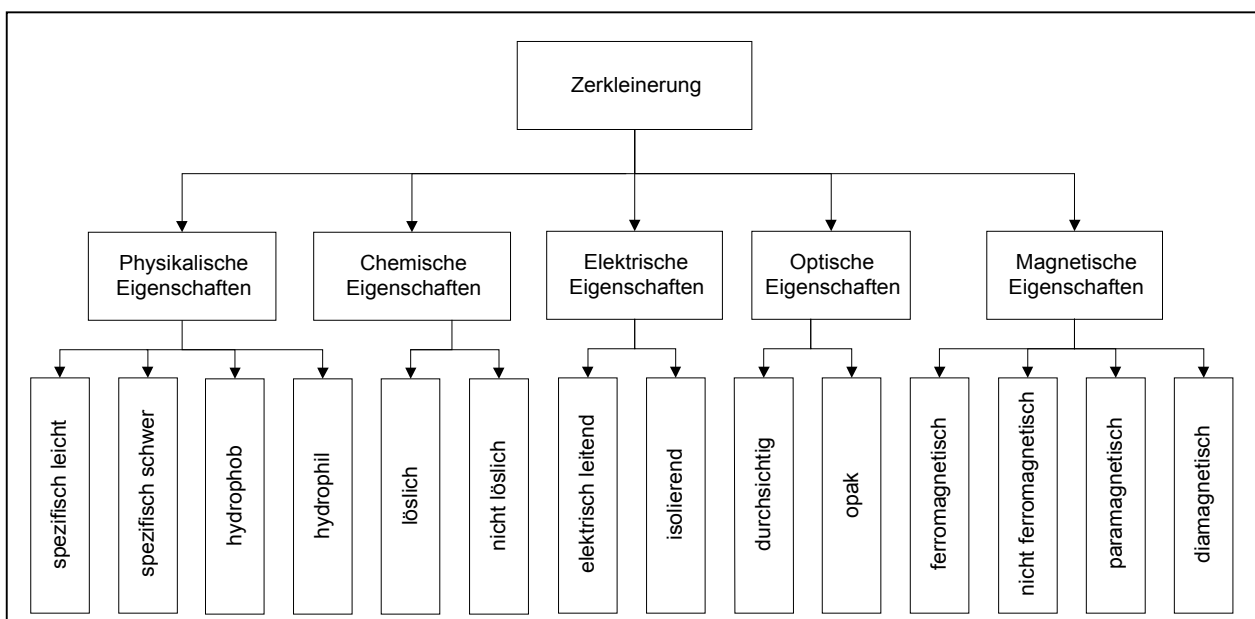 Zerkleinerung
Physikalische
Eigenschaften
Chemische
Eigenschaften
Elektrische
Eigenschaften
Optische
Eigenschaften
Magnetische
Eigenschaften
spezifisch leicht
spezifisch schwer
hydrophob
hydrophil
löslich
nicht löslich
elektrisch leitend
isolierend
durchsichtig
opak
ferromagnetisch
nicht ferromagnetisch
paramagnetisch
diamagnetisch